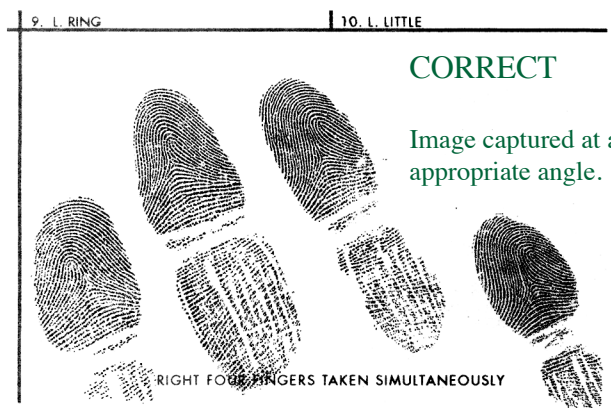 9. L. RING
10. L. LITTLE
CORRECT
Image captured at a
appropriate angle.
RIGHT FOUR FINGERS TAKEN SIMULTANEOUSLY